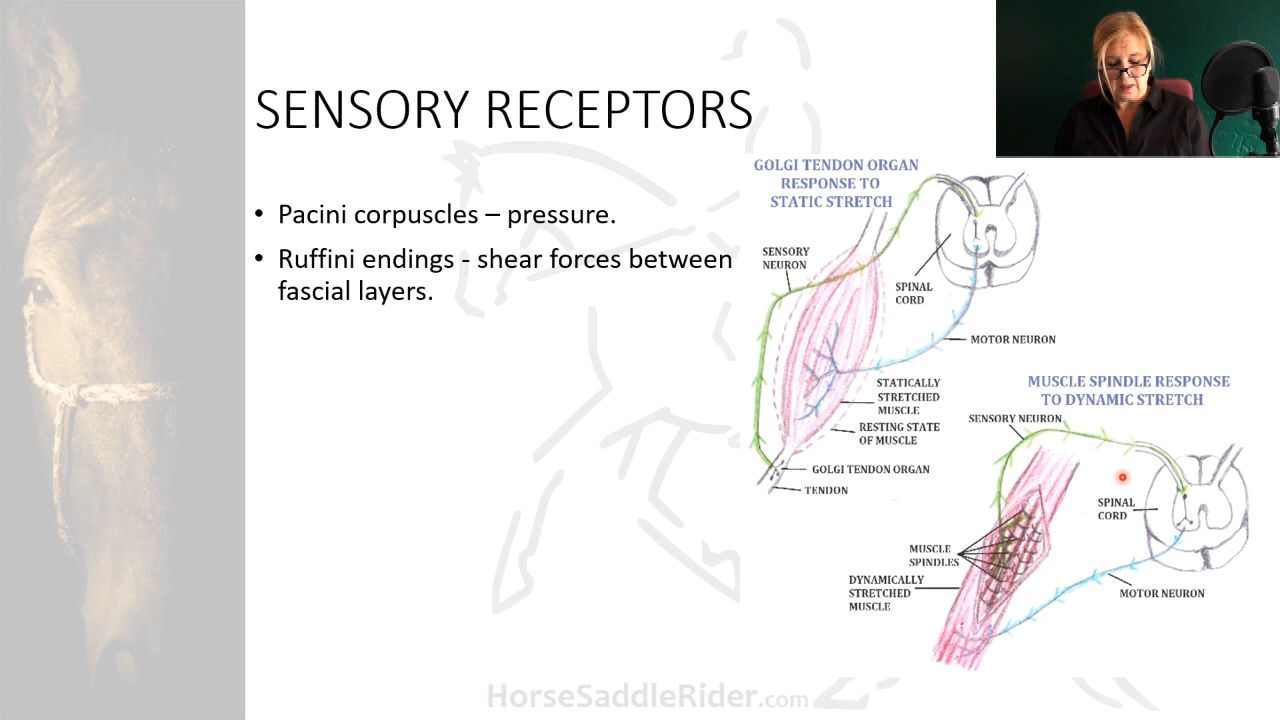 SENSORY RECEPTORS
• Pacini corpuscles – pressure.
• Ruffini endings - shear forces between
fascial layers.
GOLGI TENDON ORGAN
RESPONSE TO
STATIC STRETCH
SENSORY
NEURON
SPINAL
CORD
MOTOR NEURON
STATICALLY
STRETCHED
MUSCLE
RESTING STATE
OF MUSCLE
GOLGI TENDON ORGAN
TENDON
MUSCLE SPINDLE RESPONSE
TO DYNAMIC STRETCH
SENSORY NEURON
SPINAL
CORD
MUSCLE
SPINDLES
DYNAMICALLY
STRETCHED
MUSCLE
MOTOR NEURON
HorseSaddleRider.com